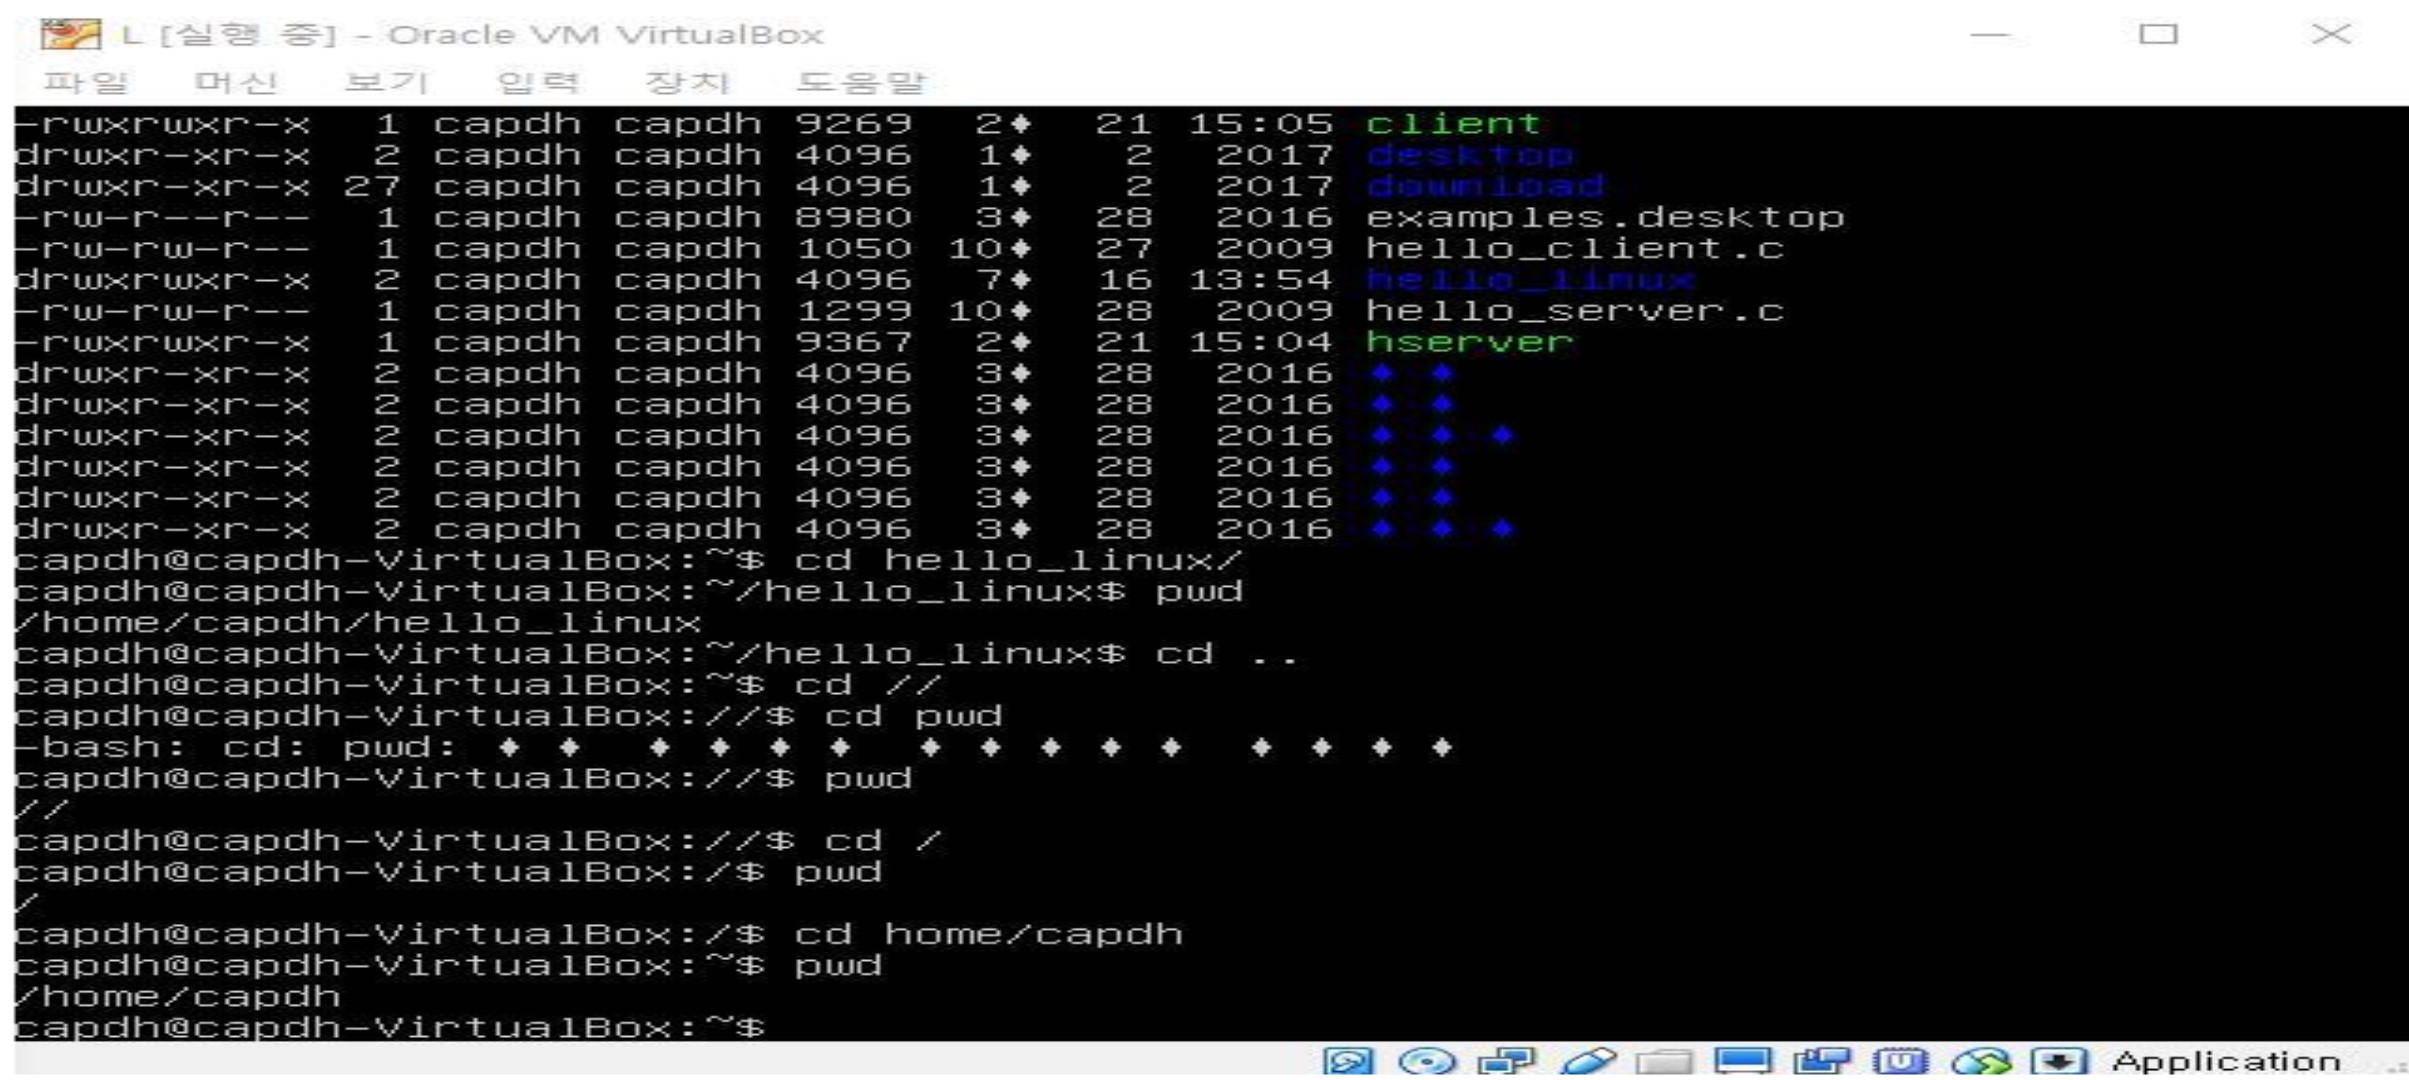 L [실행 중] - Oracle VM VirtualBox
파일 머신 보기 입력 장치 도움말
-rwxrwxr-x 1 capdh capdh 9269 2♦ 21 15:05 client
drwxr-xr-x 2 capdh capdh 4096 1♦ 2 2017 desktop
drwxr-xr-x 27 capdh capdh 4096 1♦ 2 2017 download
-rw-r--r-- 1 capdh capdh 8980 3♦ 28 2016 examples.desktop
-rw-rw-r-- 1 capdh capdh 1050 10♦ 27 2009 hello_client.c
drwxrwxr-x 2 capdh capdh 4096 7♦ 16 13:54 hello_linux
-rw-rw-r-- 1 capdh capdh 1299 10♦ 28 2009 hello_server.c
-rwxrwxr-x 1 capdh capdh 9367 2♦ 21 15:04 hserver
drwxr-xr-x 2 capdh capdh 4096 3♦ 28 2016 ♦ ♦
drwxr-xr-x 2 capdh capdh 4096 3♦ 28 2016 ♦ ♦
drwxr-xr-x 2 capdh capdh 4096 3♦ 28 2016 ♦ ♦ ♦
drwxr-xr-x 2 capdh capdh 4096 3♦ 28 2016 ♦ ♦
drwxr-xr-x 2 capdh capdh 4096 3♦ 28 2016 ♦ ♦
drwxr-xr-x 2 capdh capdh 4096 3♦ 28 2016 ♦ ♦ ♦
capdh@capdh-VirtualBox:~$ cd hello_linux/
capdh@capdh-VirtualBox:~/hello_linux$ pwd
/home/capdh/hello_linux
capdh@capdh-VirtualBox:~/hello_linux$ cd ..
capdh@capdh-VirtualBox:~$ cd //
capdh@capdh-VirtualBox://$ cd pwd
-bash: cd: pwd: ♦ ♦  ♦ ♦ ♦ ♦  ♦ ♦ ♦ ♦ ♦  ♦ ♦ ♦ ♦
capdh@capdh-VirtualBox://$ pwd
//
capdh@capdh-VirtualBox://$ cd /
capdh@capdh-VirtualBox:/$ pwd
/
capdh@capdh-VirtualBox:/$ cd home/capdh
capdh@capdh-VirtualBox:~$ pwd
/home/capdh
capdh@capdh-VirtualBox:~$
Application